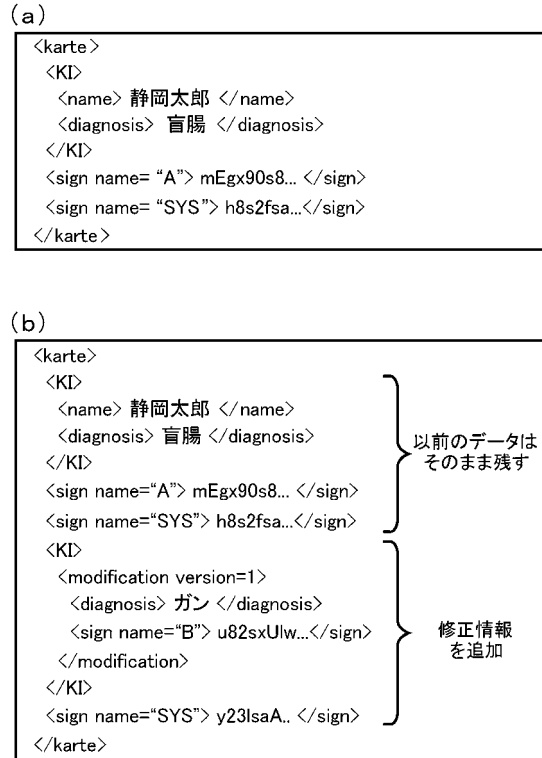 (a)
<karte>
<KI>
<name> 静岡太郎 </name>
<diagnosis> 盲腸 </diagnosis>
</KI>
<sign name= “A”> mEgx90s8... </sign>
<sign name= “SYS”> h8s2fsa...</sign>
</karte>
(b)
<karte>
<KI>
<name> 静岡太郎 </name>
<diagnosis> 盲腸 </diagnosis>
</KI>
<sign name=“A”> mEgx90s8... </sign>
<sign name=“SYS”> h8s2fsa...</sign>
以前のデータは
そのまま残す
<KI>
<modification version=1>
<diagnosis> ガン </diagnosis>
<sign name=“B”> u82sxUlw...</sign>
</modification>
</KI>
<sign name=“SYS”> y23lsaA.. </sign>
修正情報
を追加
</karte>